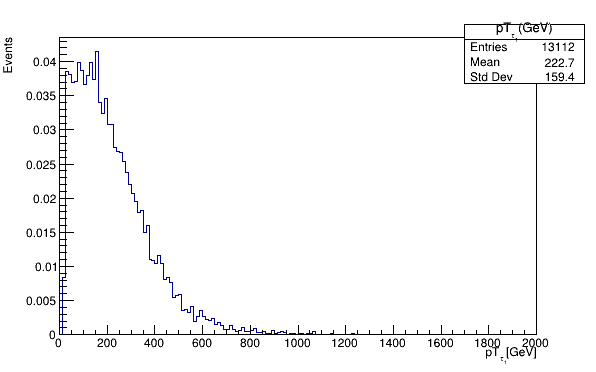 pT_τ₁(GeV)
Entries 13112
Mean 222.7
Std Dev 159.4
Events
0.04
0.035
0.03
0.025
0.02
0.015
0.01
0.005
0
0 200 400 600 800 1000 1200 1400 1600 1800 2000
pT_τ₁[GeV]